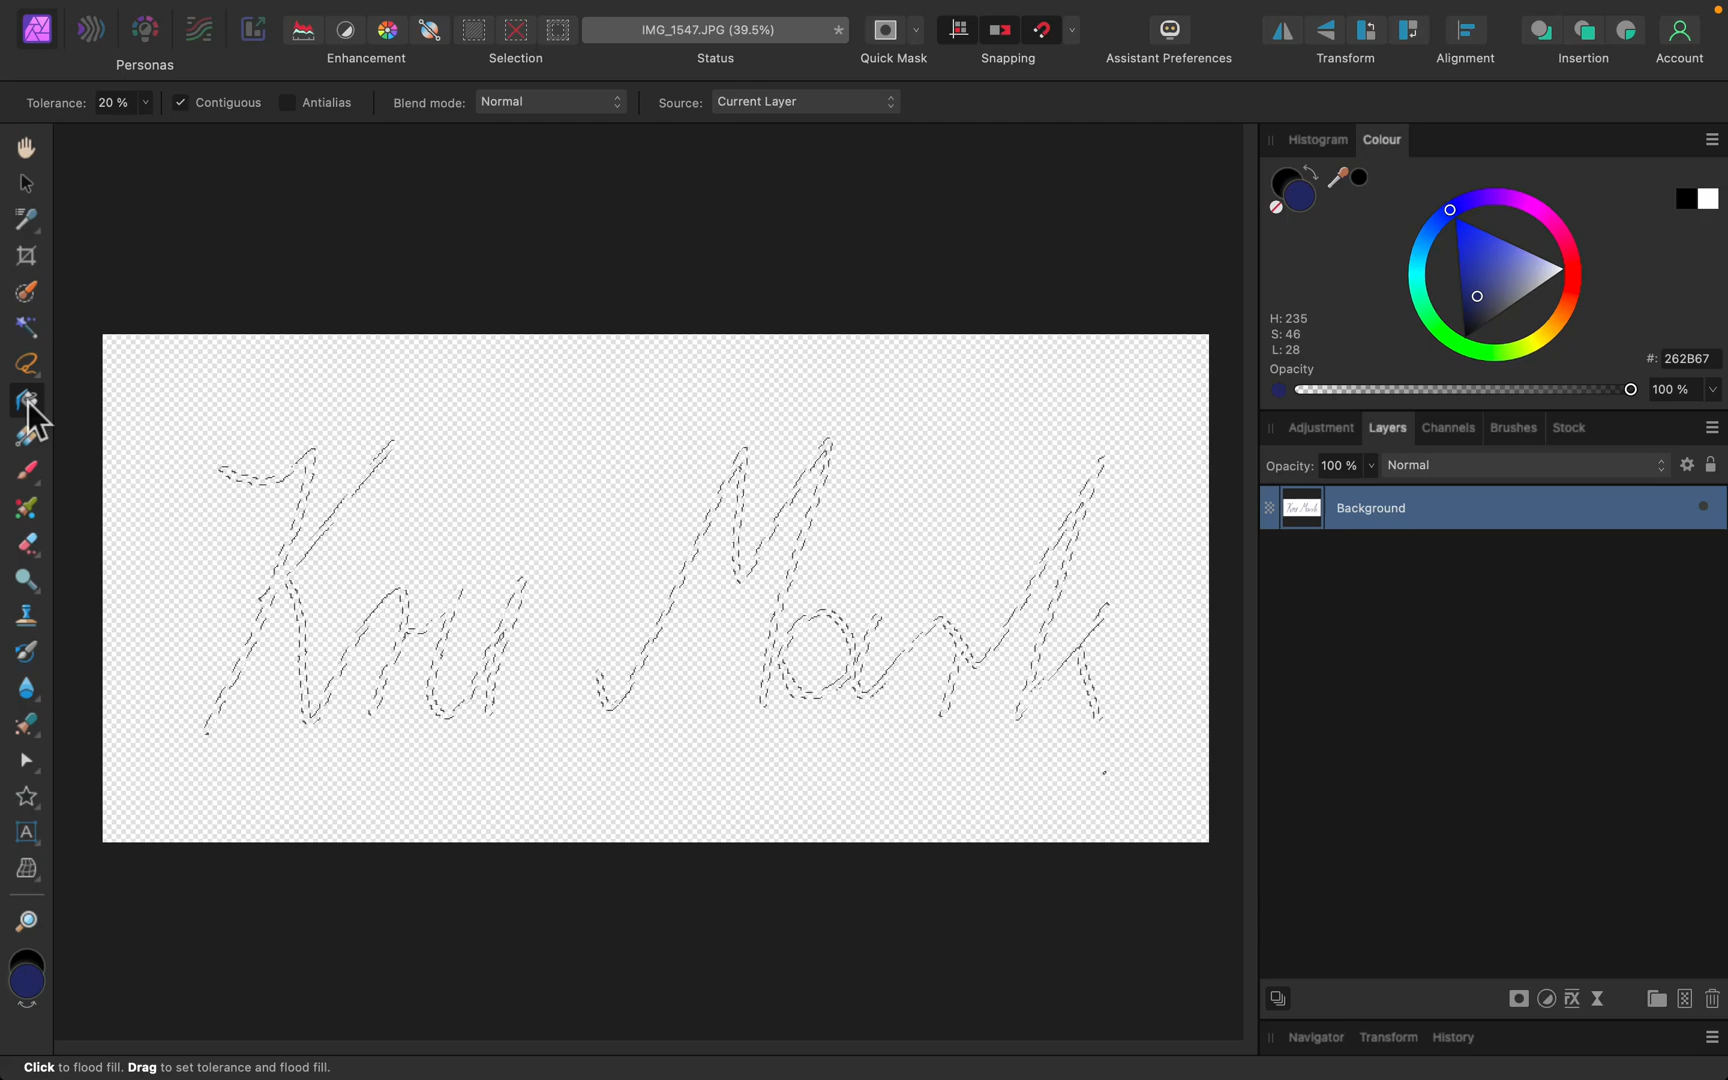 IMG_1547.JPG (39.5%) *
Personas Enhancement Selection Status Quick Mask Snapping Assistant Preferences Transform Alignment Insertion Account
Tolerance: 20 % Contiguous Antialias Blend mode: Normal Source: Current Layer
Histogram Colour
H: 235
S: 46
L: 28
#: 262B67
Opacity
100 %
Adjustment Layers Channels Brushes Stock
Opacity: 100 % Normal
Background
A
Navigator Transform History
Click to flood fill. Drag to set tolerance and flood fill.